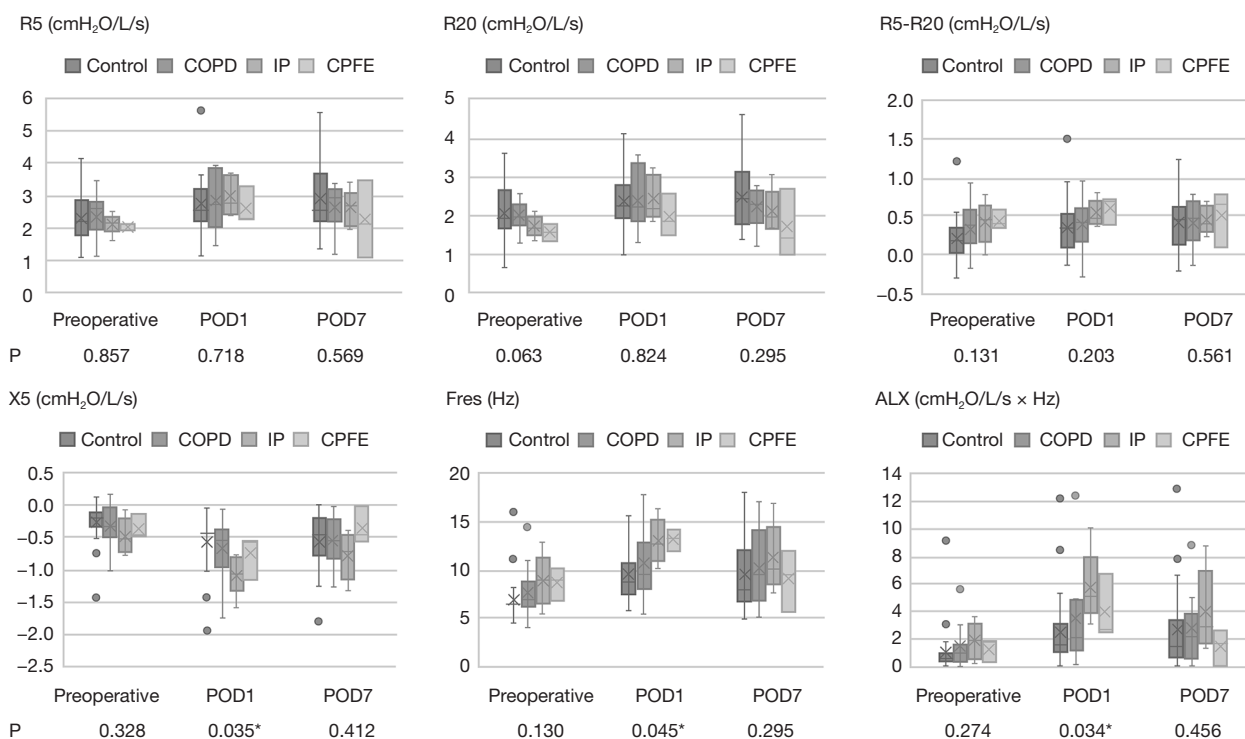 R5 (cmH₂O/L/s)
Control COPD IP CPFE
6
5
4
3
2
1
0
Preoperative POD1 POD7
P 0.857 0.718 0.569
R20 (cmH₂O/L/s)
Control COPD IP CPFE
5
4
3
2
1
0
Preoperative POD1 POD7
0.063 0.824 0.295
R5-R20 (cmH₂O/L/s)
Control COPD IP CPFE
2.0
1.5
1.0
0.5
0.0
−0.5
Preoperative POD1 POD7
0.131 0.203 0.561
X5 (cmH₂O/L/s)
Control COPD IP CPFE
0.5
0.0
−0.5
−1.0
−1.5
−2.0
−2.5
Preoperative POD1 POD7
P 0.328 0.035* 0.412
Fres (Hz)
Control COPD IP CPFE
20
15
10
5
0
Preoperative POD1 POD7
0.130 0.045* 0.295
ALX (cmH₂O/L/s × Hz)
Control COPD IP CPFE
14
12
10
8
6
4
2
0
Preoperative POD1 POD7
0.274 0.034* 0.456